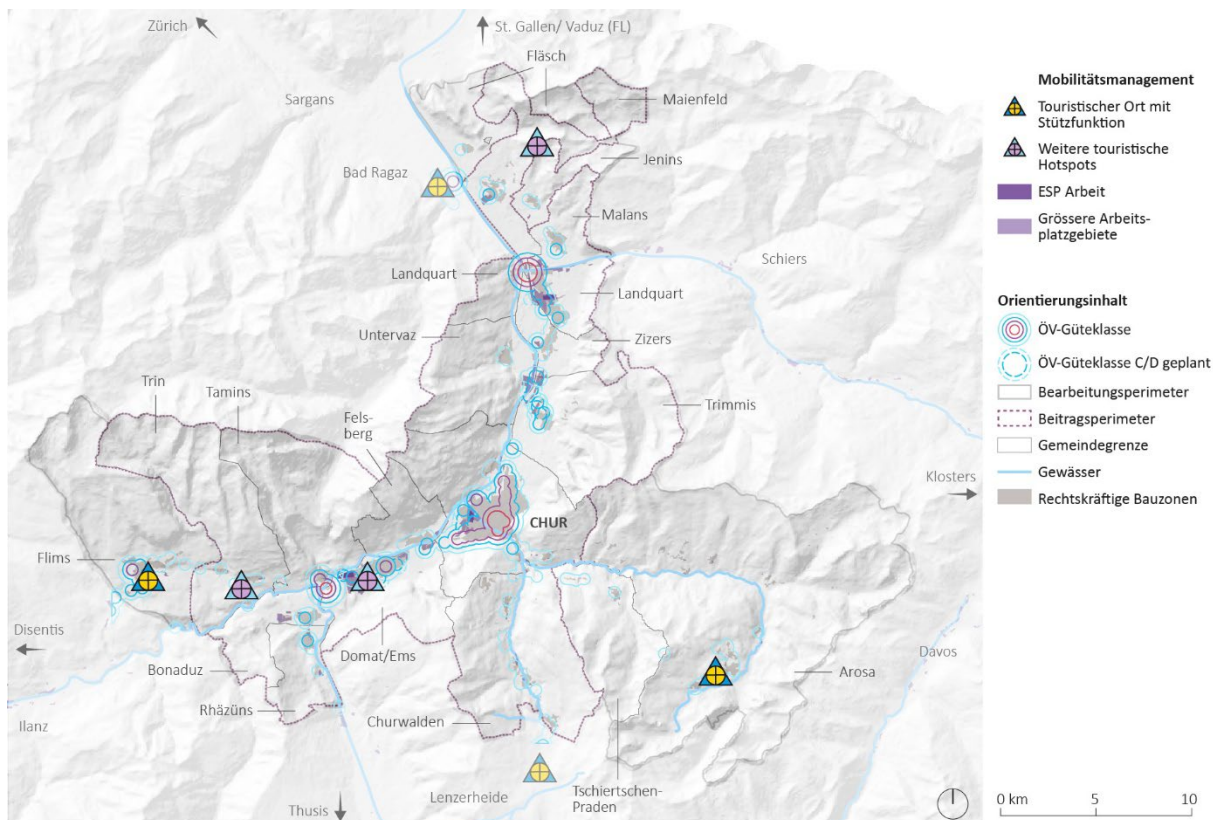 Zürich
St. Gallen/ Vaduz (FL)
Fläsch
Sargans
Maienfeld
Jenins
Bad Ragaz
Malans
Landquart
Schiers
Landquart
Untervaz
Zizers
Trin
Tamins
Trimmis
Fels-
berg
Klosters
CHUR
Flims
Disentis
Davos
Bonaduz
Domat/Ems
Arosa
Rhäzüns
Churwalden
Ilanz
Tschiertschen-
Praden
Lenzerheide
Thusis
Mobilitätsmanagement
Touristischer Ort mit
Stützfunktion
Weitere touristische
Hotspots
ESP Arbeit
Grössere Arbeits-
platzgebiete
Orientierungsinhalt
ÖV-Güteklasse
ÖV-Güteklasse C/D geplant
Bearbeitungsperimeter
Beitragsperimeter
Gemeindegrenze
Gewässer
Rechtskräftige Bauzonen
0 km 5 10